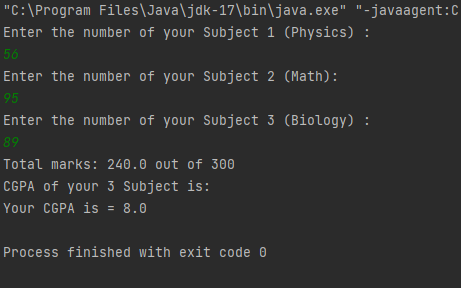 "C:\Program Files\Java\jdk-17\bin\java.exe" "-javaagent:C
Enter the number of your Subject 1 (Physics) :
56
Enter the number of your Subject 2 (Math):
95
Enter the number of your Subject 3 (Biology) :
89
Total marks: 240.0 out of 300
CGPA of your 3 Subject is:
Your CGPA is = 8.0
Process finished with exit code 0